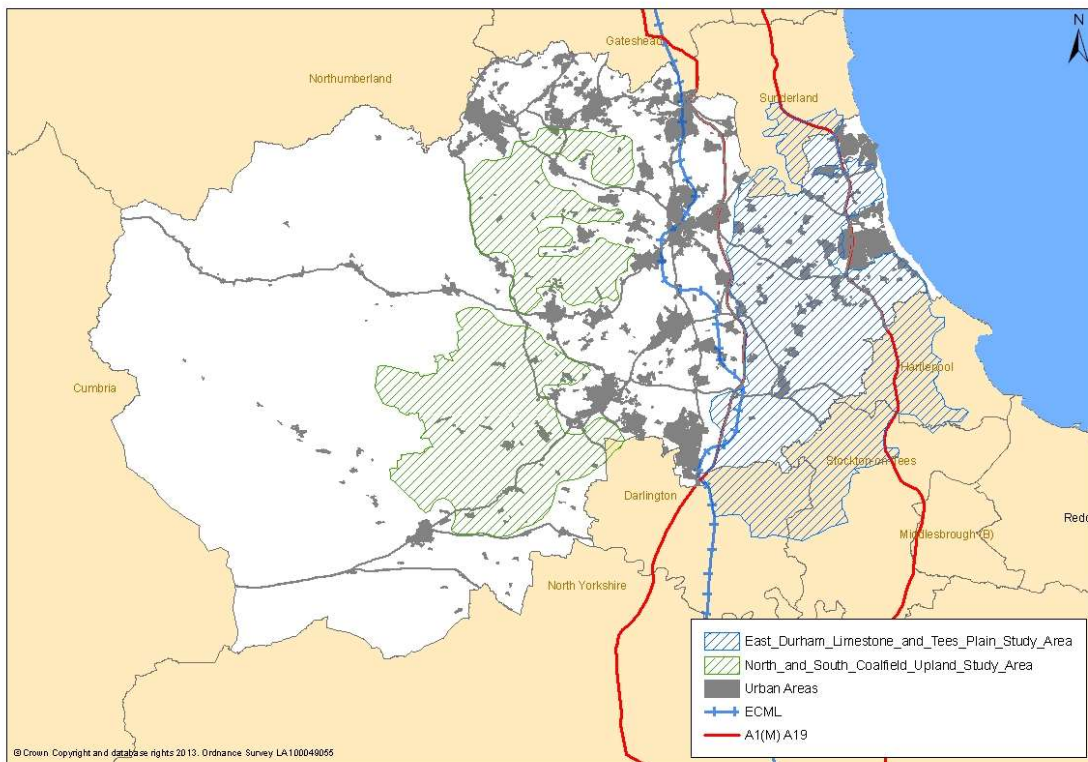 N
Gateshead
Northumberland
Sunderland
Cumbria
Hartlepool
Stockton-on-Tees
Darlington
Redc
Middlesbrough (B)
North Yorkshire
East_Durham_Limestone_and_Tees_Plain_Study_Area
North_and_South_Coalfield_Upland_Study_Area
Urban Areas
ECML
A1(M) A19
© Crown Copyright and database rights 2013. Ordnance Survey LA100049055